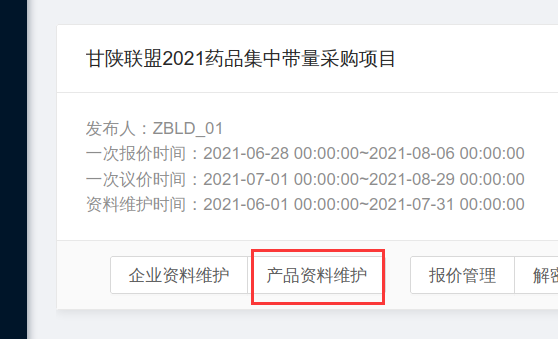 甘陕联盟2021药品集中带量采购项目
发布人：ZBLD_01
一次报价时间：2021-06-28 00:00:00~2021-08-06 00:00:00
一次议价时间：2021-07-01 00:00:00~2021-08-29 00:00:00
资料维护时间：2021-06-01 00:00:00~2021-07-31 00:00:00
企业资料维护 产品资料维护 报价管理 解密